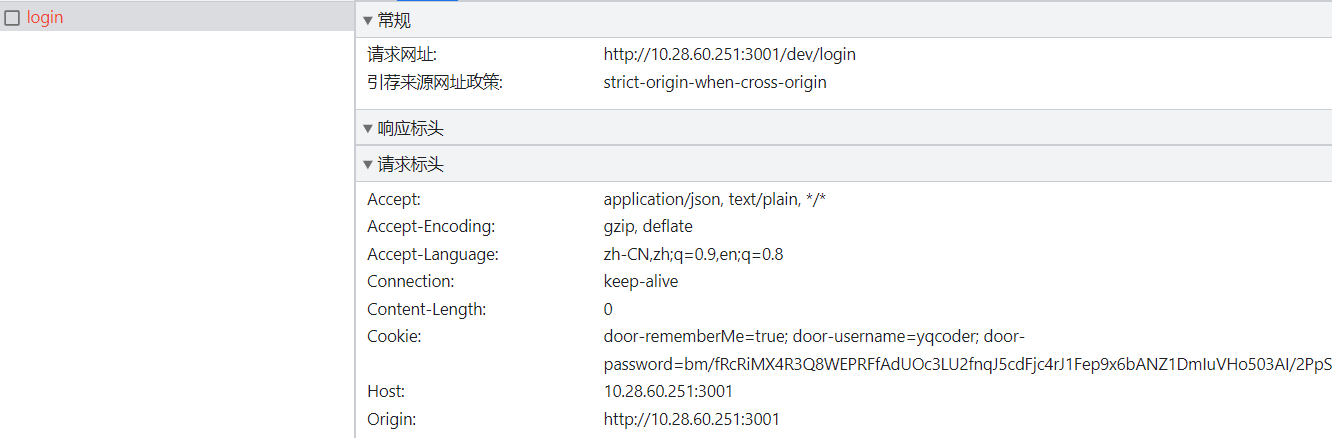 login
常规
请求网址: http://10.28.60.251:3001/dev/login
引荐来源网址政策: strict-origin-when-cross-origin
响应标头
请求标头
Accept: application/json, text/plain, */*
Accept-Encoding: gzip, deflate
Accept-Language: zh-CN,zh;q=0.9,en;q=0.8
Connection: keep-alive
Content-Length: 0
Cookie: door-rememberMe=true; door-username=yqcoder; door-
password=bm/fRcRiMX4R3Q8WEPRFfAdUOc3LU2fnqJ5cdFjc4rJ1Fep9x6bANZ1DmIuVHo503AI/2PpS
Host: 10.28.60.251:3001
Origin: http://10.28.60.251:3001